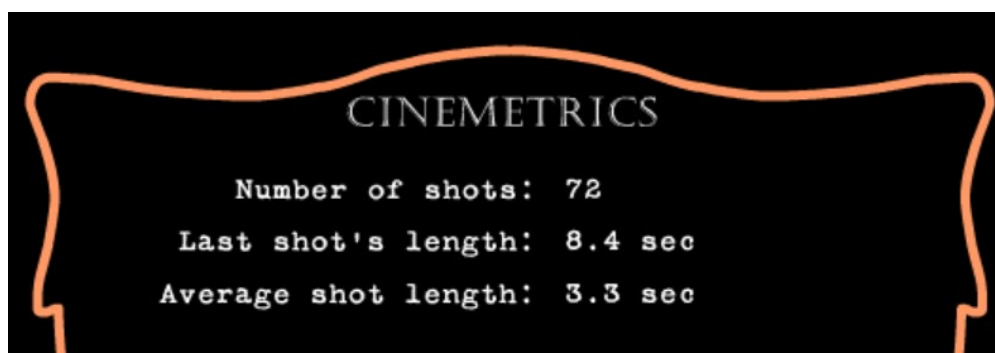 CINEMETRICS
Number of shots: 72
Last shot's length: 8.4 sec
Average shot length: 3.3 sec